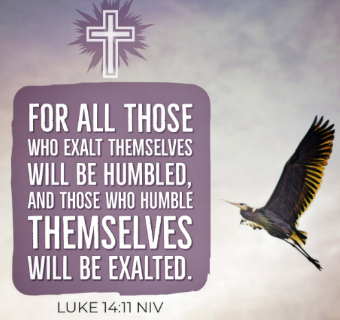 FOR ALL THOSE
WHO EXALT THEMSELVES
WILL BE HUMBLED,
AND THOSE WHO HUMBLE
THEMSELVES
WILL BE EXALTED.
LUKE 14:11 NIV